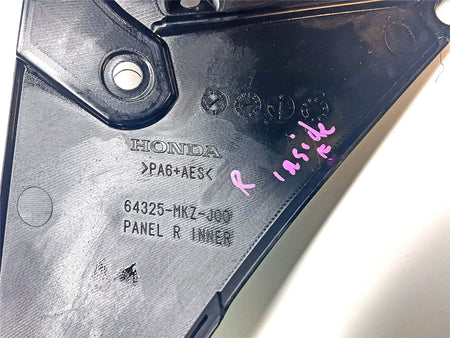 HONDA
>PA6+AES<
64325-MKZ-J00
PANEL R INNER
R inside